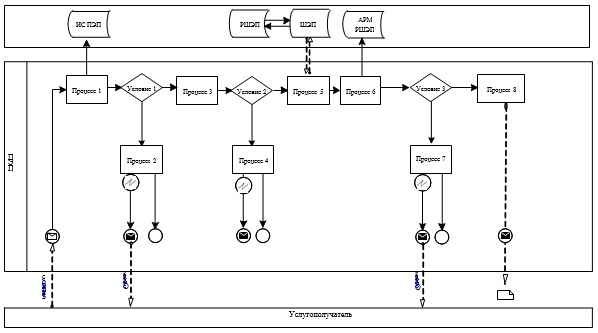 ИС ПЭП
РШЭП
ШЭП
АРМ
РШЭП
Процесс 1
Условие 1
Процесс 3
Условие 2
Процесс 5
Процесс 6
Условие 3
Процесс 8
Процесс 2
Процесс 4
Процесс 7
ПЭП
Услугополучатель